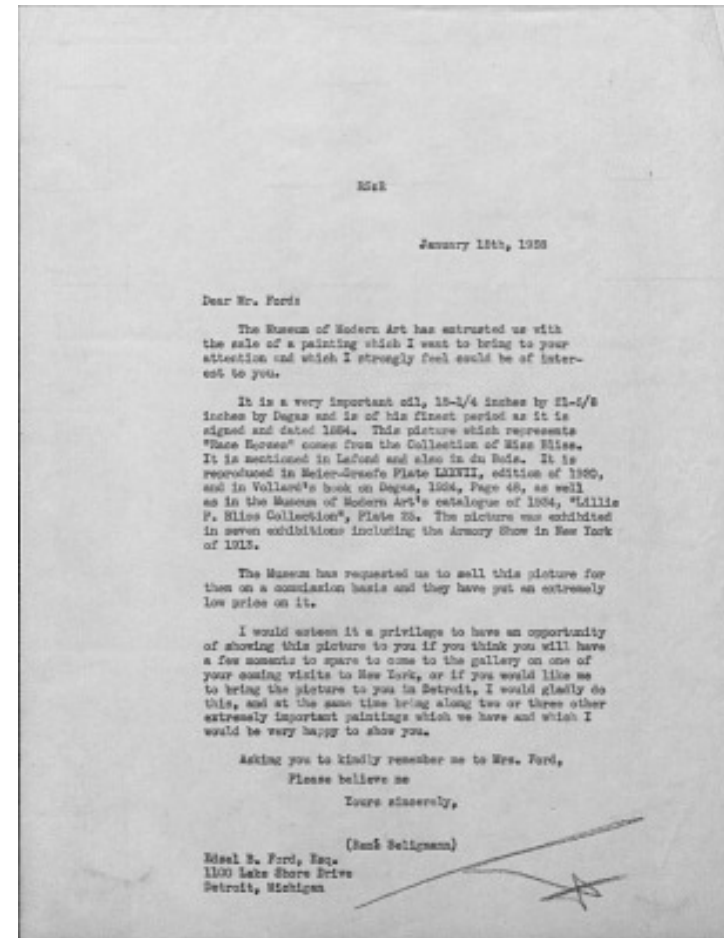 RS:R
January 15th, 1938
Dear Mr. Ford:
The Museum of Modern Art has entrusted us with
the sale of a painting which I want to bring to your
attention and which I strongly feel could be of inter-
est to you.
It is a very important oil, inches by
inches by Degas and is of his finest period as it is
signed and dated 1884. This picture which represents
"Race Horses" comes from the Collection of Miss Bliss.
It is mentioned in Lafond and also in du Bois. It is
reproduced in Meier-Graefe Plate LXXVII, edition of 1920,
and in Vollard's book on Degas, 1924, Page 48, as well
as in the Museum of Modern Art's catalogue of 1934, "Lillie
P. Bliss Collection", Plate 25. The picture was exhibited
in seven exhibitions including the Armory Show in New York
of 1913.
The Museum has requested us to sell this picture for
them on a commission basis and they have put an extremely
low price on it.
I would esteem it a privilege to have an opportunity
of showing this picture to you if you think you will have
a few moments to spare to come to the gallery on one of
your coming visits to New York, or if you would like me
to bring the picture to you in Detroit, I would gladly do
this, and at the same time bring along two or three other
extremely important paintings which we have and which I
would be very happy to show you.
Asking you to kindly remember me to Mrs. Ford,
Please believe me
Yours sincerely,
(René Seligmann)
Edsel B. Ford, Esq.
1100 Lake Shore Drive
Detroit, Michigan